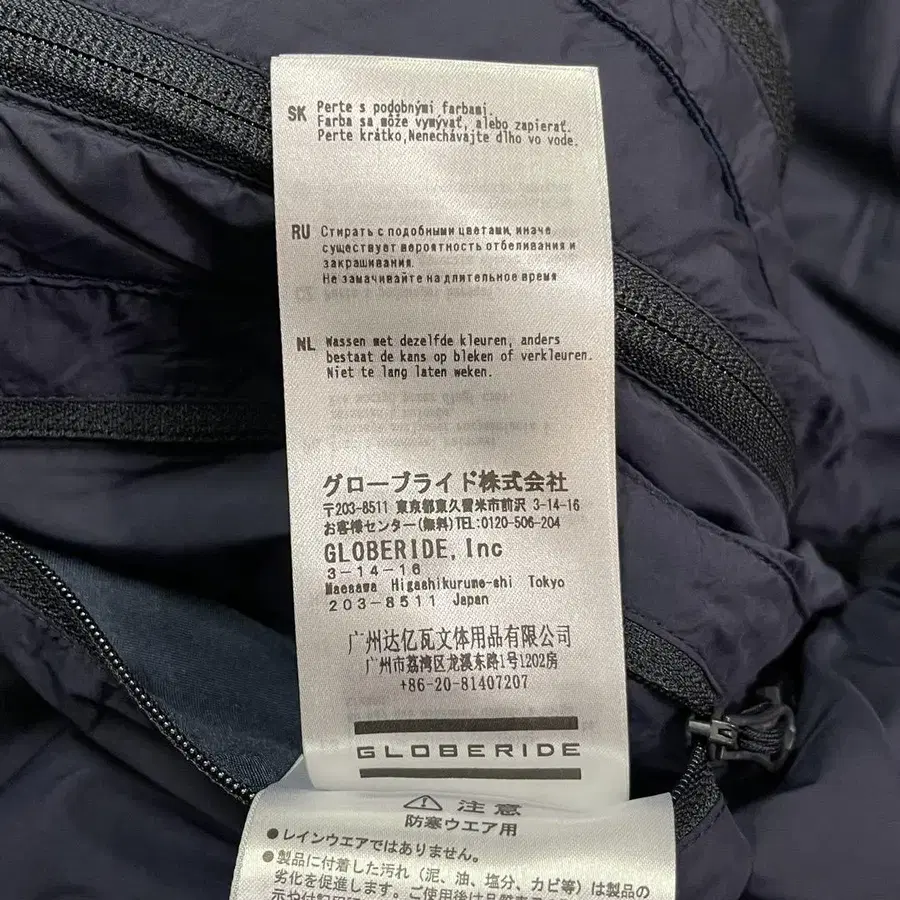 SK Perte s podobnými farbami.
Farba sa môže vymývať, alebo zapierať.
Perte krátko,Nenechávajte dlho vo vode.
RU Стирать с подобными цветами, иначе
существует вероятность отбеливания и
закрашивания.
Не замачивайте на длительное время
NL Wassen met dezelfde kleuren, anders
bestaat de kans op bleken of verkleuren.
Niet te lang laten weken.
グローブライド株式会社
〒203-8511 東京都東久留米市前沢 3-14-16
お客様センター(無料)TEL:0120-506-204
GLOBERIDE, Inc
3-14-16
Maesawa Higashikurume-shi Tokyo
203-8511 Japan
广州达亿瓦文体用品有限公司
广州市荔湾区龙溪东路1号1202房
+86-20-81407207
GLOBERIDE
⚠ 注意
防寒ウエア用
●レインウエアではありません。
●製品に付着した汚れ（泥、油、塩分、カビ等）は製品の
劣化を促進します。ご使用後は品質表